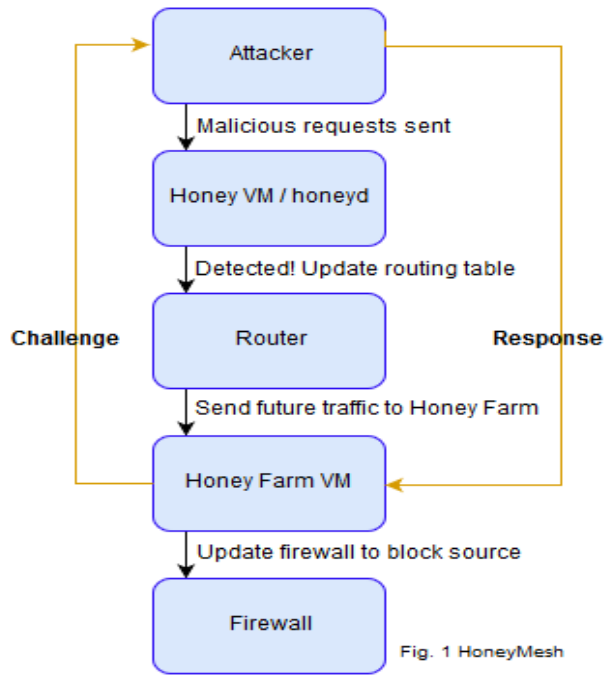 Attacker
Malicious requests sent
Honey VM / honeyd
Detected! Update routing table
Challenge
Router
Response
Send future traffic to Honey Farm
Honey Farm VM
Update firewall to block source
Firewall
Fig. 1 HoneyMesh